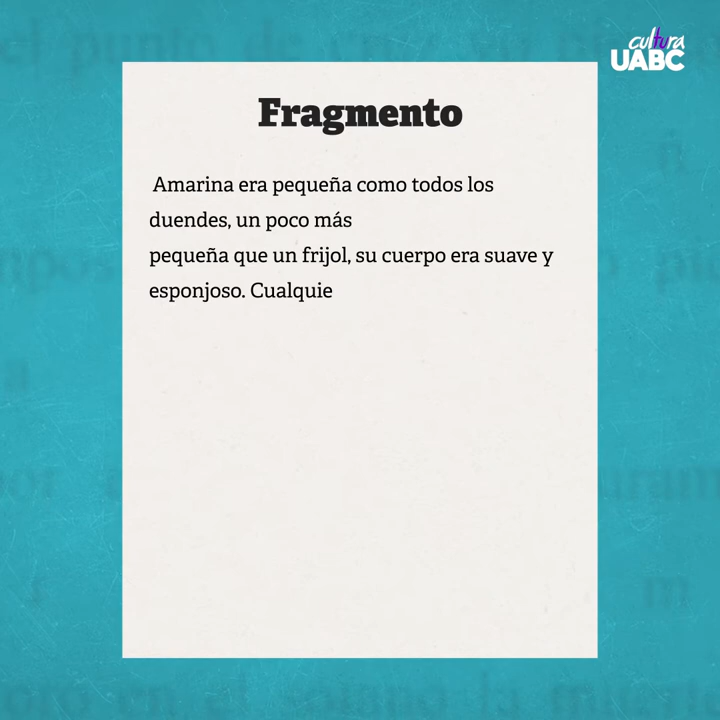 cultura
UABC
Fragmento
Amarina era pequeña como todos los
duendes, un poco más
pequeña que un frijol, su cuerpo era suave y
esponjoso. Cualquie